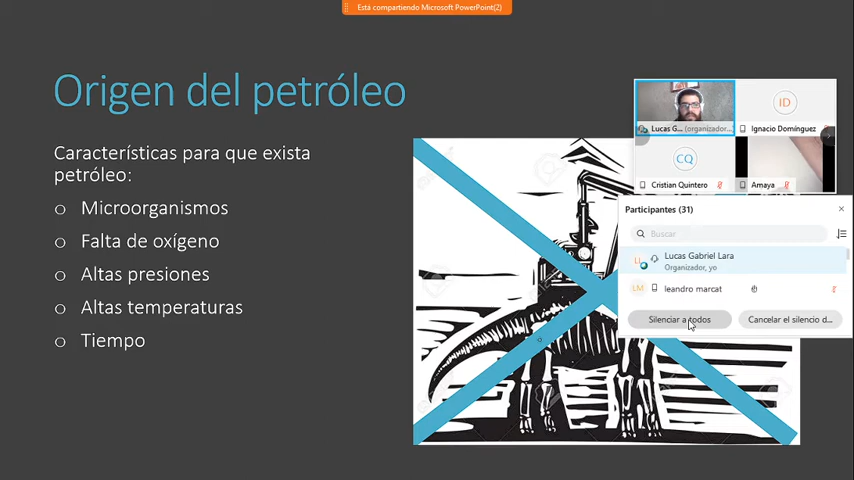 Está compartiendo Microsoft PowerPoint(2)
Origen del petróleo
Características para que exista
petróleo:
o Microorganismos
o Falta de oxígeno
o Altas presiones
o Altas temperaturas
o Tiempo
Lucas G... (organizador...
ID
Ignacio Domínguez
CQ
Cristian Quintero
Amaya
Participantes (31)
Buscar
LL
Lucas Gabriel Lara
Organizador, yo
LM
leandro marcat
Silenciar a todos
Cancelar el silencio d...